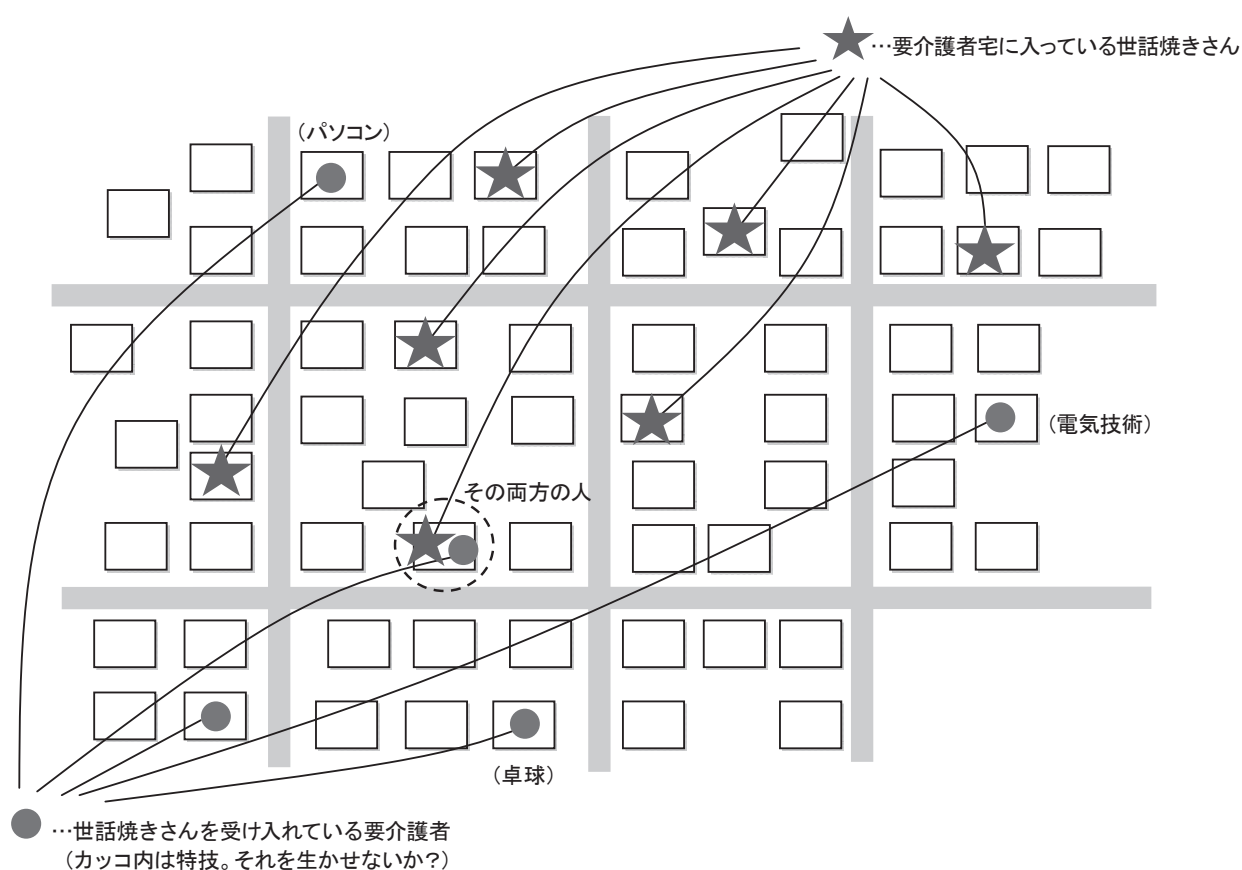 …要介護者宅に入っている世話焼きさん
(パソコン)
(電気技術)
その両方の人
(卓球)
…世話焼きさんを受け入れている要介護者
(カッコ内は特技。それを生かせないか?)